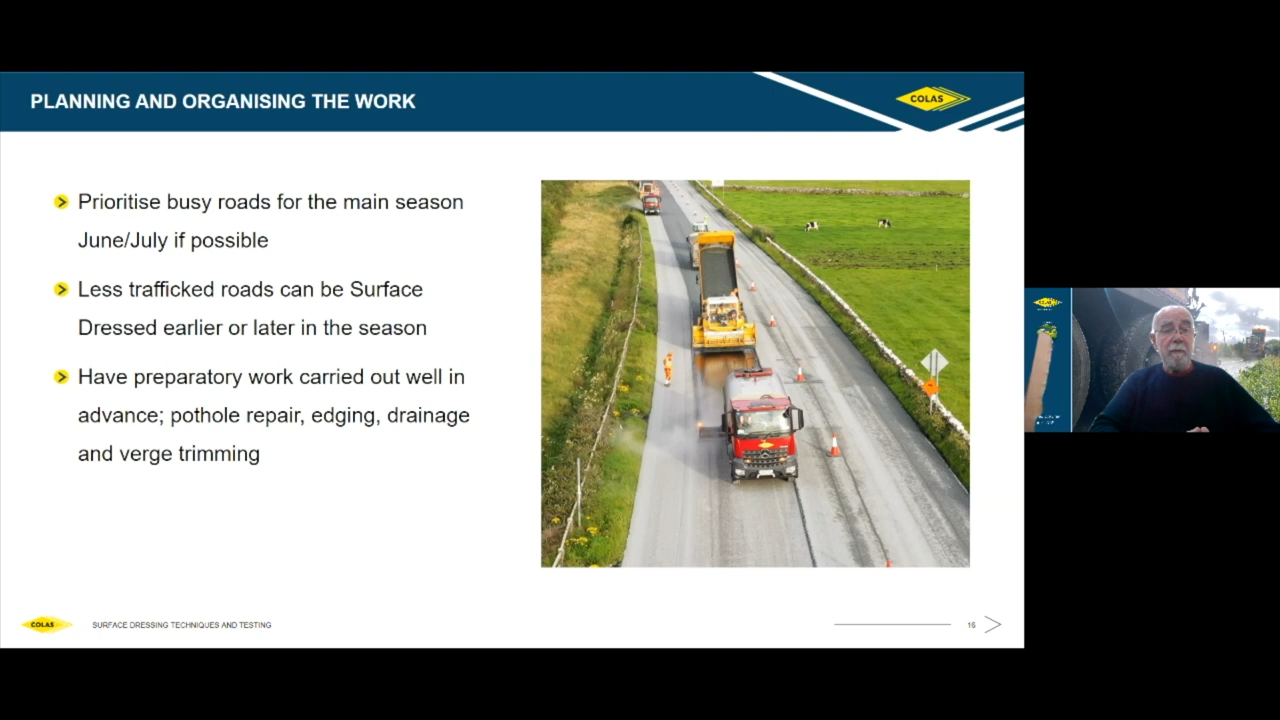 PLANNING AND ORGANISING THE WORK
COLAS
Prioritise busy roads for the main season
June/July if possible
Less trafficked roads can be Surface
Dressed earlier or later in the season
Have preparatory work carried out well in
advance; pothole repair, edging, drainage
and verge trimming
COLAS
SURFACE DRESSING TECHNIQUES AND TESTING
16
COLAS